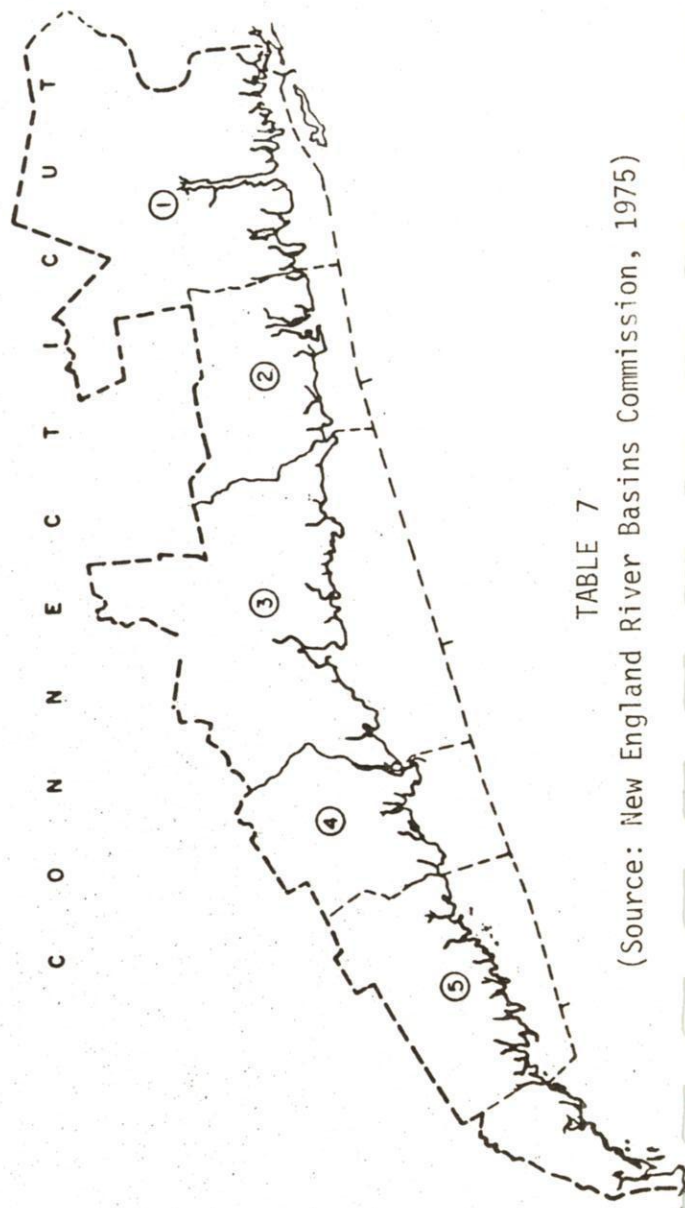 C O N N E C T I C U T
①
②
③
④
⑤
TABLE 7
(Source: New England River Basins Commission, 1975)